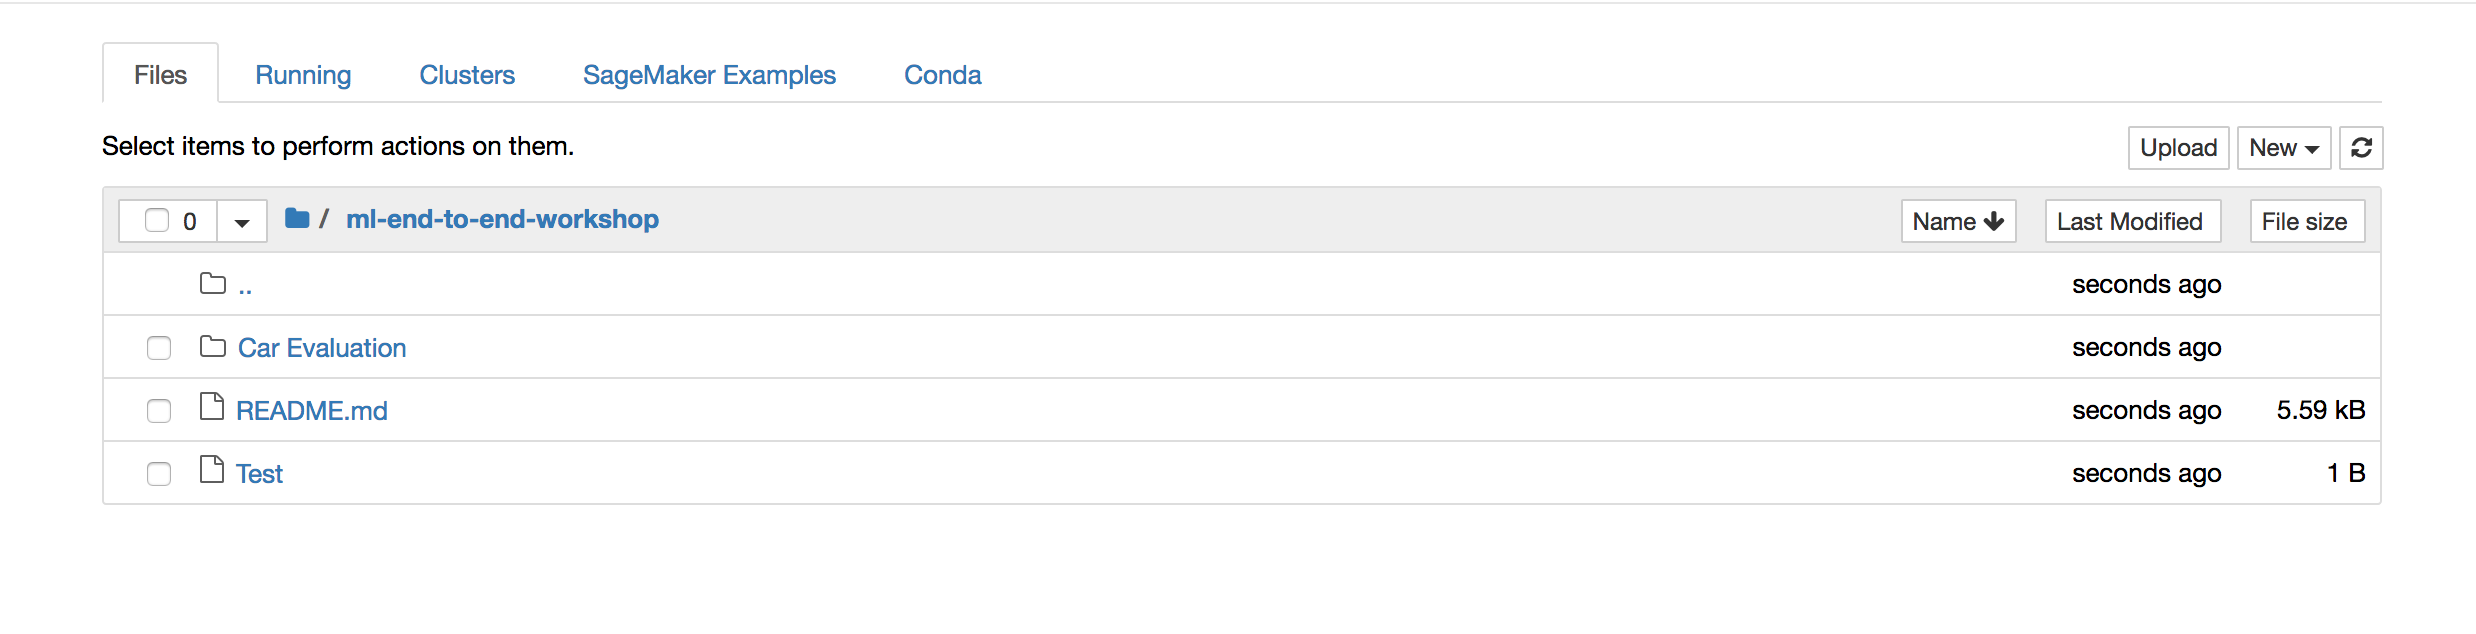 Files Running Clusters SageMaker Examples Conda
Select items to perform actions on them. Upload New
0 / ml-end-to-end-workshop Name Last Modified File size
.. seconds ago
Car Evaluation seconds ago
README.md seconds ago 5.59 kB
Test seconds ago 1 B